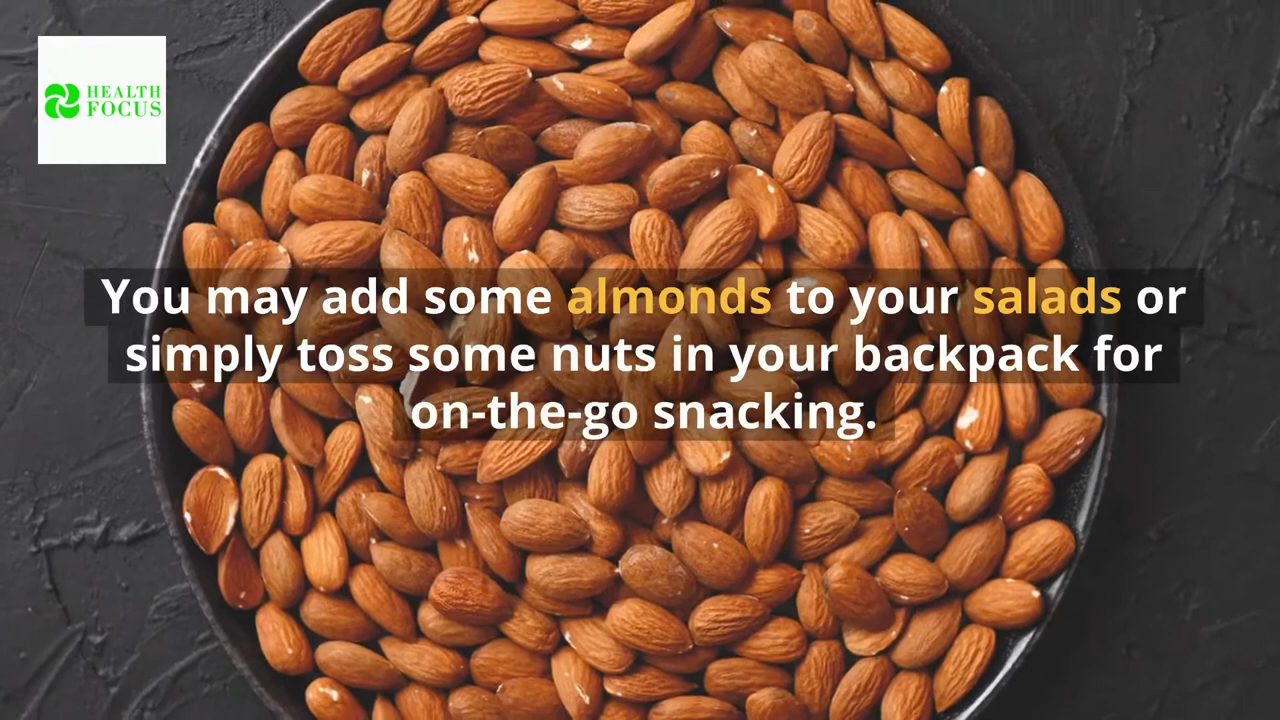 HEALTH
FOCUS
You may add some almonds to your salads or
simply toss some nuts in your backpack for
on-the-go snacking.